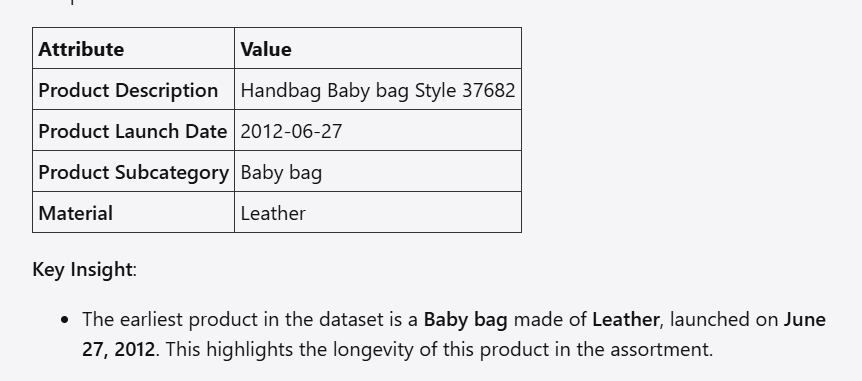 Attribute Value
Product Description Handbag Baby bag Style 37682
Product Launch Date 2012-06-27
Product Subcategory Baby bag
Material Leather
Key Insight:
• The earliest product in the dataset is a Baby bag made of Leather, launched on June
27, 2012. This highlights the longevity of this product in the assortment.